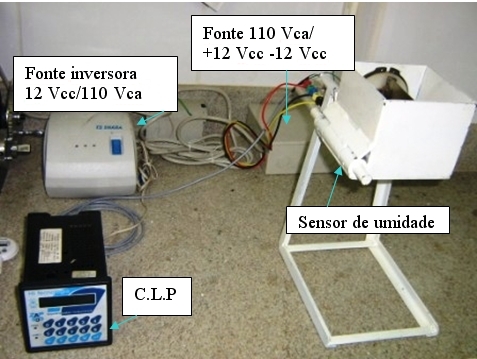 Fonte 110 Vca/
+12 Vcc -12 Vcc
Fonte inversora
12 Vcc/110 Vca
Sensor de umidade
C.L.P